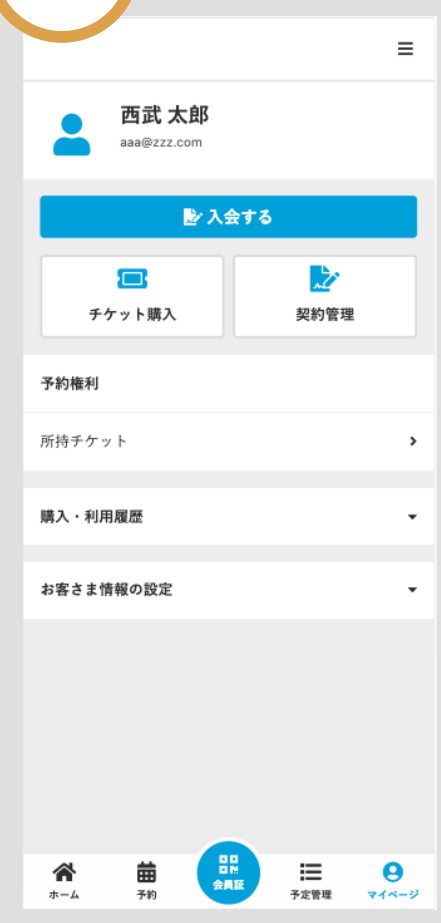 西武 太郎
aaa@zzz.com
入会する
チケット購入
契約管理
予約権利
所持チケット
購入・利用履歴
お客さま情報の設定
ホーム
予約
会員証
予定管理
マイページ